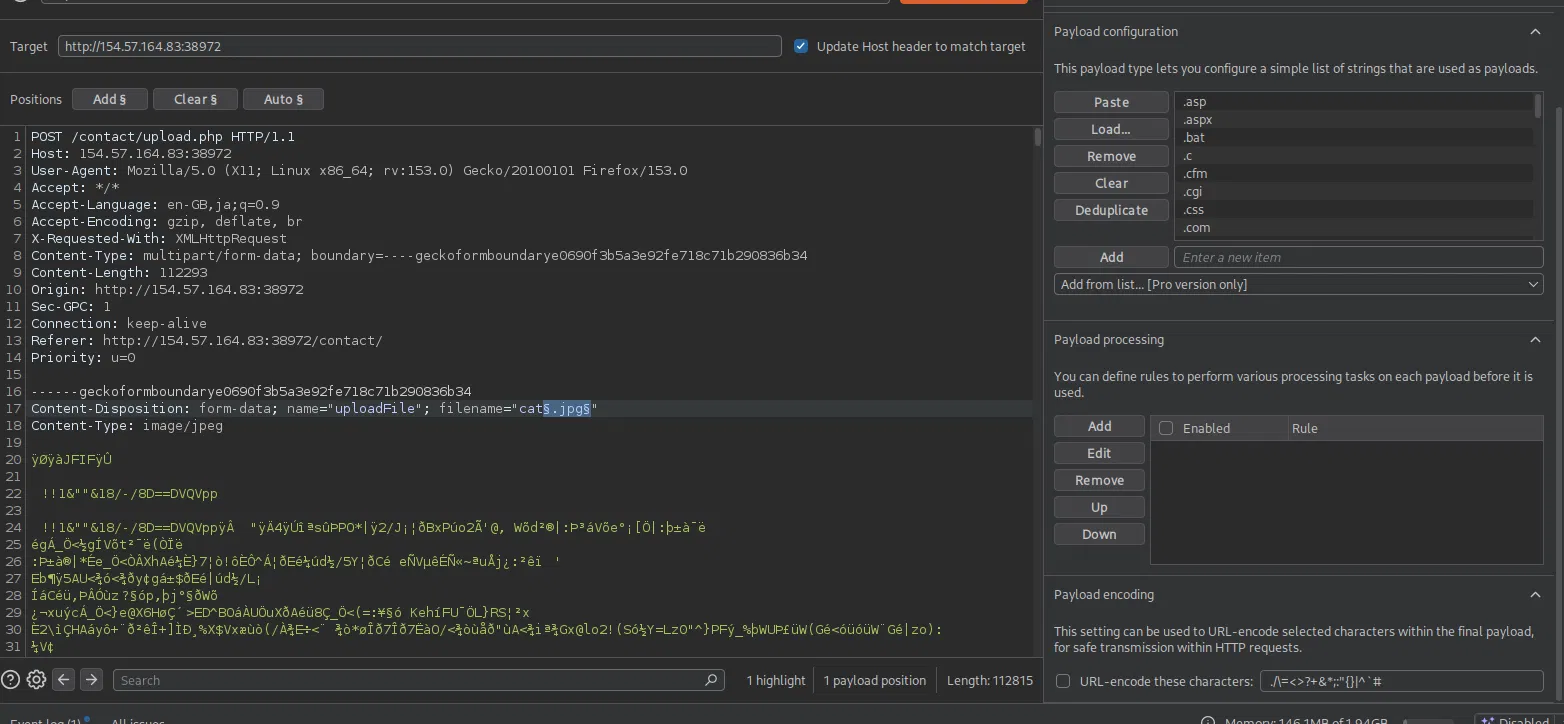 Target http://154.57.164.83:38972 Update Host header to match target
Positions Add § Clear § Auto §
1 POST /contact/upload.php HTTP/1.1
2 Host: 154.57.164.83:38972
3 User-Agent: Mozilla/5.0 (X11; Linux x86_64; rv:153.0) Gecko/20100101 Firefox/153.0
4 Accept: */*
5 Accept-Language: en-GB,ja;q=0.9
6 Accept-Encoding: gzip, deflate, br
7 X-Requested-With: XMLHttpRequest
8 Content-Type: multipart/form-data; boundary=----geckoformboundarye0690f3b5a3e92fe718c71b290836b34
9 Content-Length: 112293
10 Origin: http://154.57.164.83:38972
11 Sec-GPC: 1
12 Connection: keep-alive
13 Referer: http://154.57.164.83:38972/contact/
14 Priority: u=0
15
16 ------geckoformboundarye0690f3b5a3e92fe718c71b290836b34
17 Content-Disposition: form-data; name="uploadFile"; filename="cat§.jpg§"
18 Content-Type: image/jpeg
19
20 ÿØÿàJFIFÿÛ
21
22 !!1&""&18/-/8D==DVQVpp
23
24
25
26
27
28
29
30
31
Search 1 highlight 1 payload position Length: 112815
Event log (1) All issues
Payload configuration
This payload type lets you configure a simple list of strings that are used as payloads.
Paste .asp
.aspx
Load... .bat
Remove .c
.cfm
Clear .cgi
Deduplicate .css
.com
Add Enter a new item
Add from list... [Pro version only]
Payload processing
You can define rules to perform various processing tasks on each payload before it is
used.
Add Enabled Rule
Edit
Remove
Up
Down
Payload encoding
This setting can be used to URL-encode selected characters within the final payload,
for safe transmission within HTTP requests.
URL-encode these characters: ./\=<>?+&*;:"{}|^`#
Memory: 146.1MB of 1.94GB Disabled